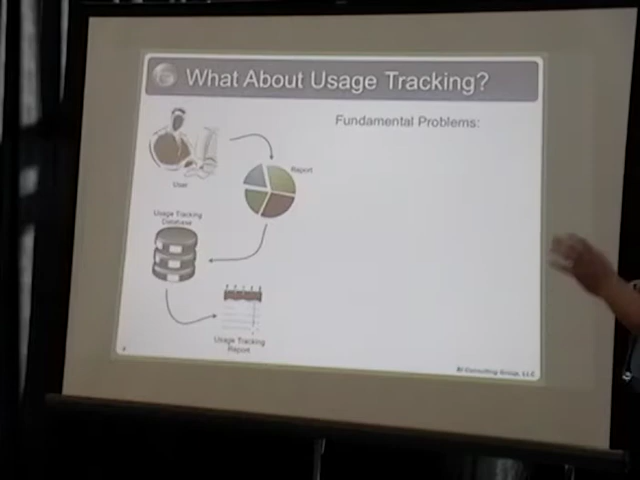 What About Usage Tracking?
Fundamental Problems:
Report
User
Usage Tracking
Database
Usage Tracking
Report
BI Consulting Group, LLC